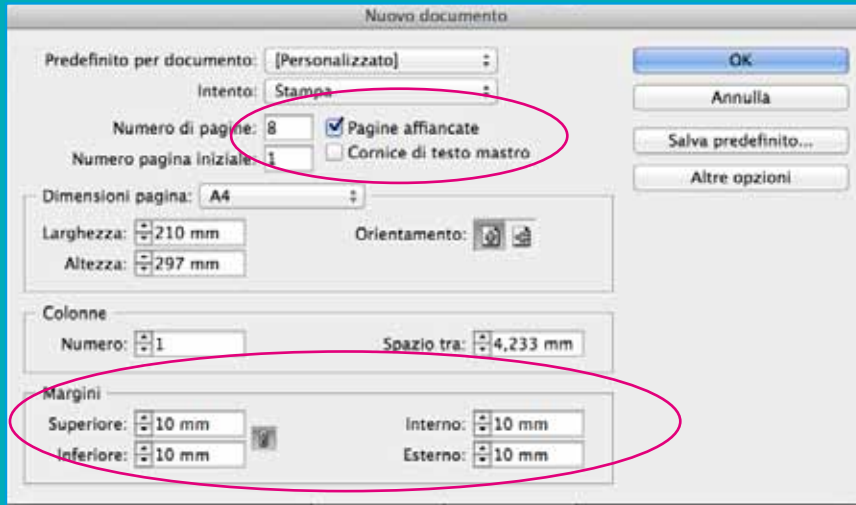 Nuovo documento
Predefinito per documento: [Personalizzato]
OK
Intento: Stampa
Annulla
Numero di pagine: 8
Pagine affiancate
Salva predefinito...
Numero pagina iniziale: 1
Cornice di testo mastro
Altre opzioni
Dimensioni pagina: A4
Larghezza: 210 mm
Orientamento:
Altezza: 297 mm
Colonne
Numero: 1
Spazio tra: 4,233 mm
Margini
Superiore: 10 mm
Interno: 10 mm
Inferiore: 10 mm
Esterno: 10 mm